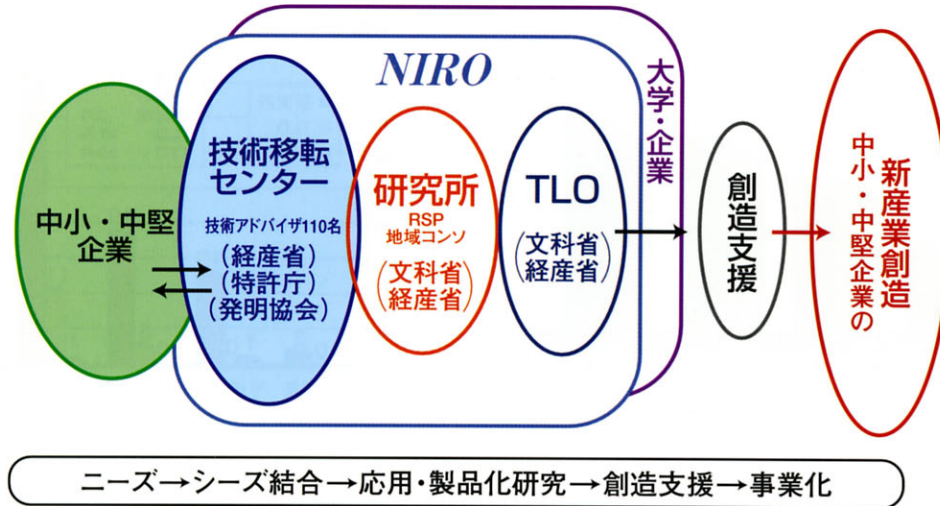 NIRO
大学・企業
中小・中堅
企業
技術移転
センター
技術アドバイザ110名
(経産省)
(特許庁)
(発明協会)
研究所
RSP
地域コンソ
(文科省
経産省)
TLO
(文科省
経産省)
創造支援
中小・中堅企業の
新産業創造
ニーズ→シーズ結合→応用・製品化研究→創造支援→事業化